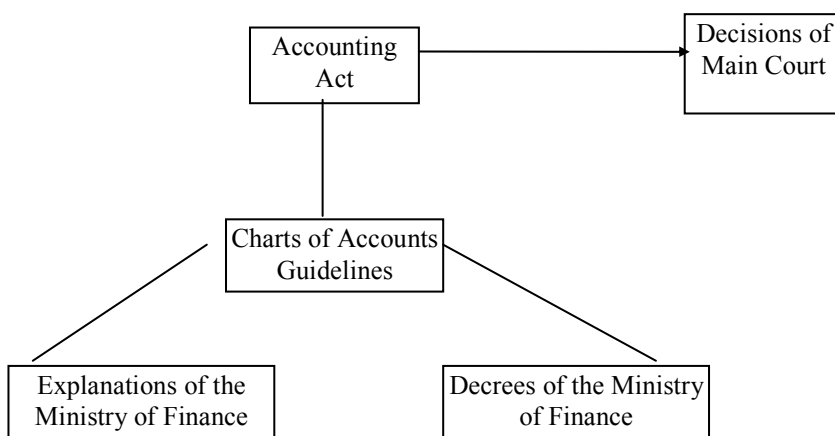 Accounting
Act
Decisions of
Main Court
Charts of Accounts
Guidelines
Explanations of the
Ministry of Finance
Decrees of the Ministry
of Finance